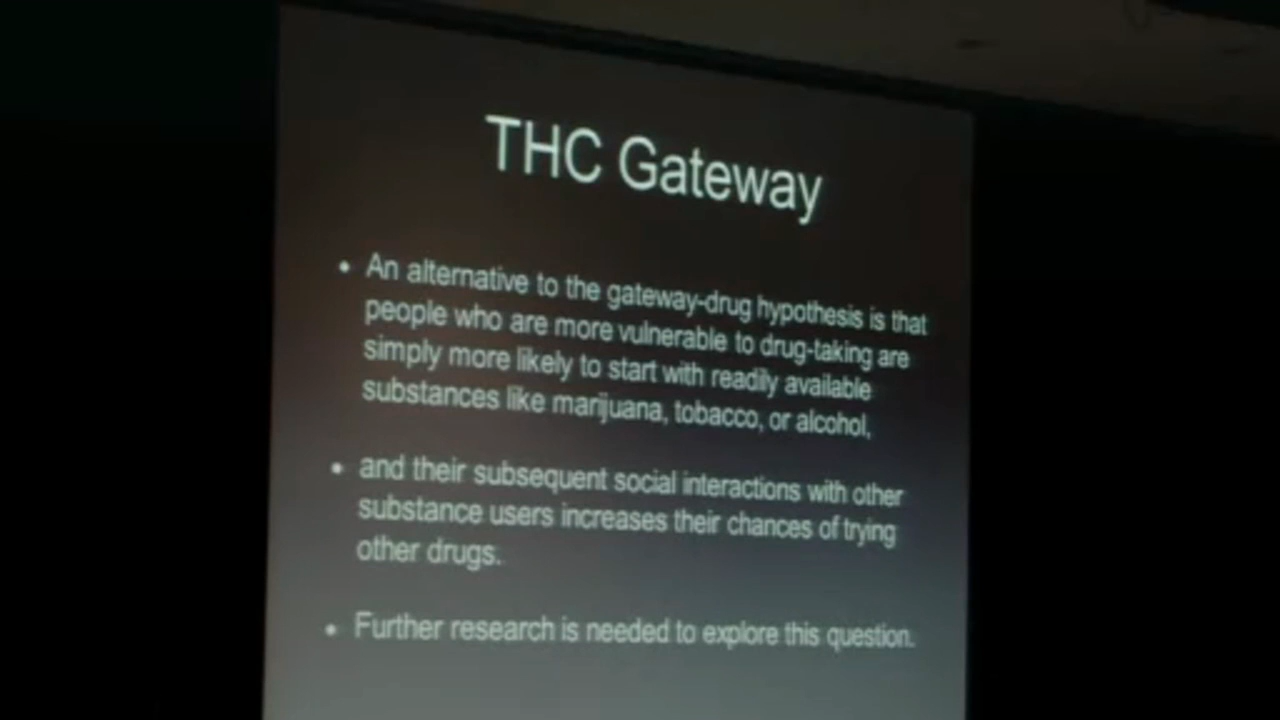 THC Gateway
• An alternative to the gateway-drug hypothesis is that
people who are more vulnerable to drug-taking are
simply more likely to start with readily available
substances like marijuana, tobacco, or alcohol,
• and their subsequent social interactions with other
substance users increases their chances of trying
other drugs.
• Further research is needed to explore this question.